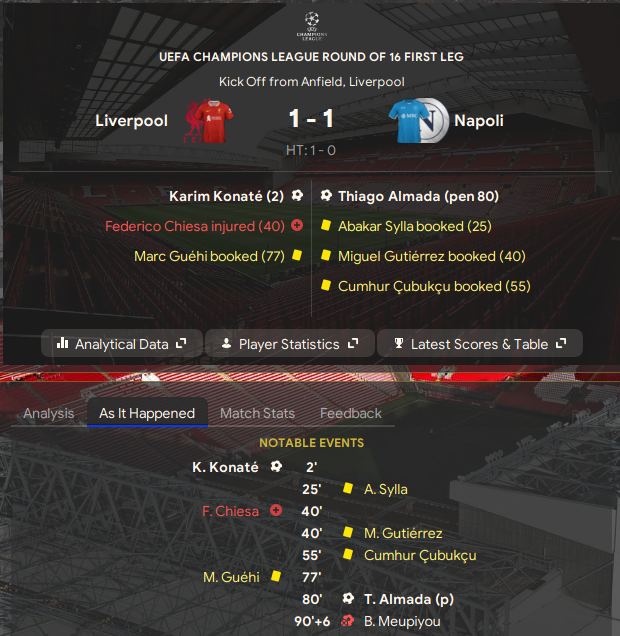 CHAMPIONS
LEAGUE
UEFA CHAMPIONS LEAGUE ROUND OF 16 FIRST LEG
Kick Off from Anfield, Liverpool
Liverpool 1 - 1 Napoli
HT: 1 - 0
Karim Konaté (2) Thiago Almada (pen 80)
Federico Chiesa injured (40) Abakar Sylla booked (25)
Marc Guéhi booked (77) Miguel Gutiérrez booked (40)
Cumhur Çubukçu booked (55)
Analytical Data Player Statistics Latest Scores & Table
Analysis As It Happened Match Stats Feedback
NOTABLE EVENTS
K. Konaté 2'
25' A. Sylla
F. Chiesa 40'
40' M. Gutiérrez
55' Cumhur Çubukçu
M. Guéhi 77'
80' T. Almada (p)
90'+6 B. Meupiyou